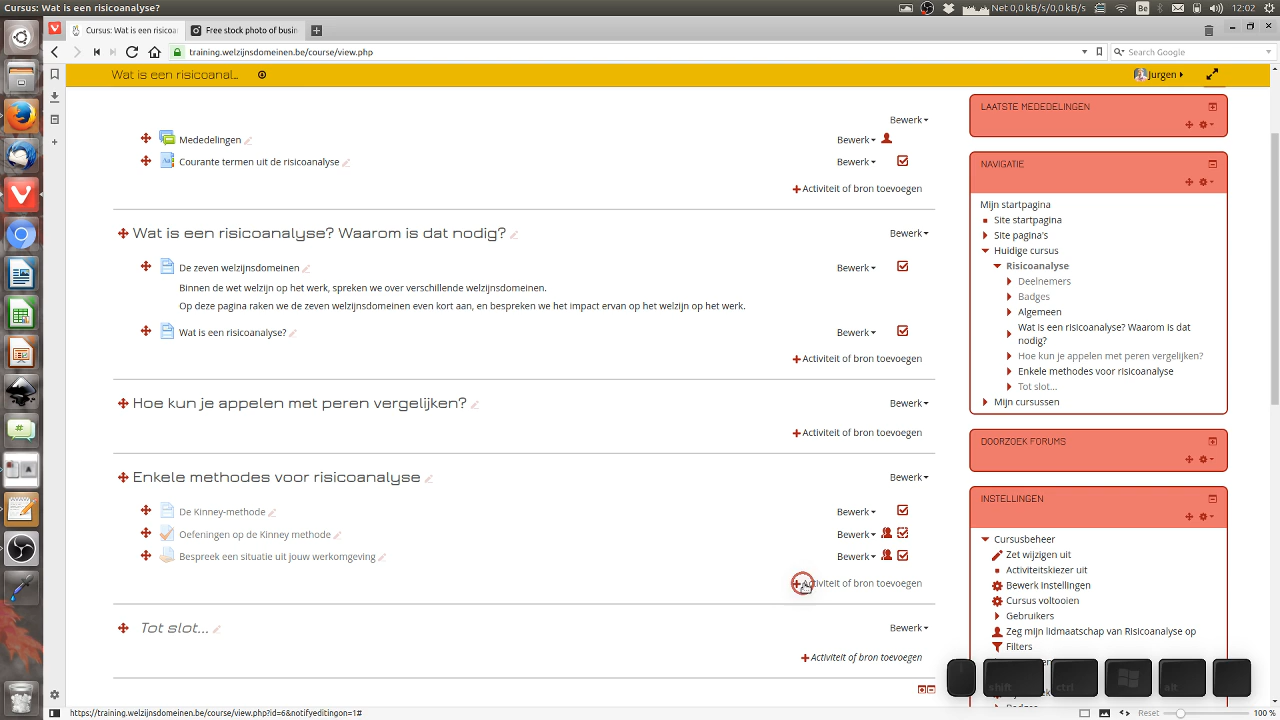 Cursus: Wat is een risicoanalyse?
Net 0,0 kB/s/0,0 kB/s
Be
12:02
Cursus: Wat is een risicoa
Free stock photo of busin
training.welzijnsdomeinen.be/course/view.php
Search Google
Wat is een risicoanal...
Jurgen
Bewerk
Mededelingen
Bewerk
Courante termen uit de risicoanalyse
Bewerk
Activiteit of bron toevoegen
Wat is een risicoanalyse? Waarom is dat nodig?
Bewerk
De zeven welzijnsdomeinen
Bewerk
Binnen de wet welzijn op het werk,spreken we over verschillende welzijnsdomeinen.
Op deze pagina raken we de zeven welzijnsdomeinen even kort aan, en bespreken we het impact ervan op het welzijn op het werk.
Wat is een risicoanalyse?
Bewerk
Activiteit of bron toevoegen
Hoe kun je appelen met peren vergelijken?
Bewerk
Activiteit of bron toevoegen
Enkele methodes voor risicoanalyse
Bewerk
De Kinney-methode
Bewerk
Oefeningen op de Kinney methode
Bewerk
Bespreek een situatie uit jouw werkomgeving
Bewerk
Activiteit of bron toevoegen
Tot slot...
Bewerk
Activiteit of bron toevoegen
LAATSTE MEDEDELINGEN
NAVIGATIE
Mijn startpagina
Site startpagina
Site pagina's
Huidige cursus
Risicoanalyse
Deelnemers
Badges
Algemeen
Wat is een risicoanalyse? Waarom is dat
nodig?
Hoe kun je appelen met peren vergelijken?
Enkele methodes voor risicoanalyse
Tot slot...
Mijn cursussen
DOORZOEK FORUMS
INSTELLINGEN
Cursusbeheer
Zet wijzigen uit
Activiteitskiezer uit
Bewerk instellingen
Cursus voltooien
Gebruikers
Zeg mijn lidmaatschap van Risicoanalyse op
Filters
shift
ctrl
alt
https://training.welzijnsdomeinen.be/course/view.php?id=6&notifyeditingon=1#
Reset
100 %